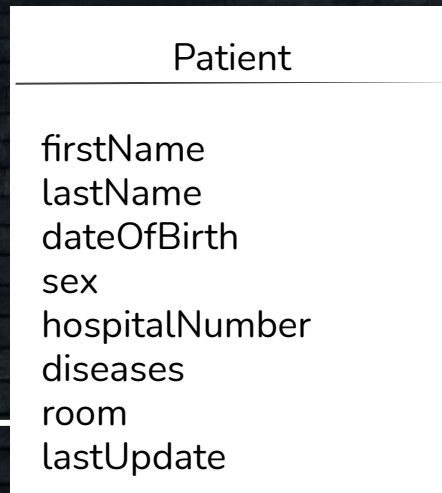 Patient
firstName
lastName
dateOfBirth
sex
hospitalNumber
diseases
room
lastUpdate